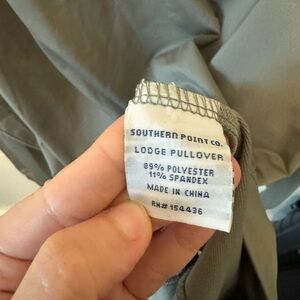 SOUTHERN POINT CO.
LODGE PULLOVER
89% POLYESTER
11% SPANDEX
MADE IN CHINA
RN# 154436